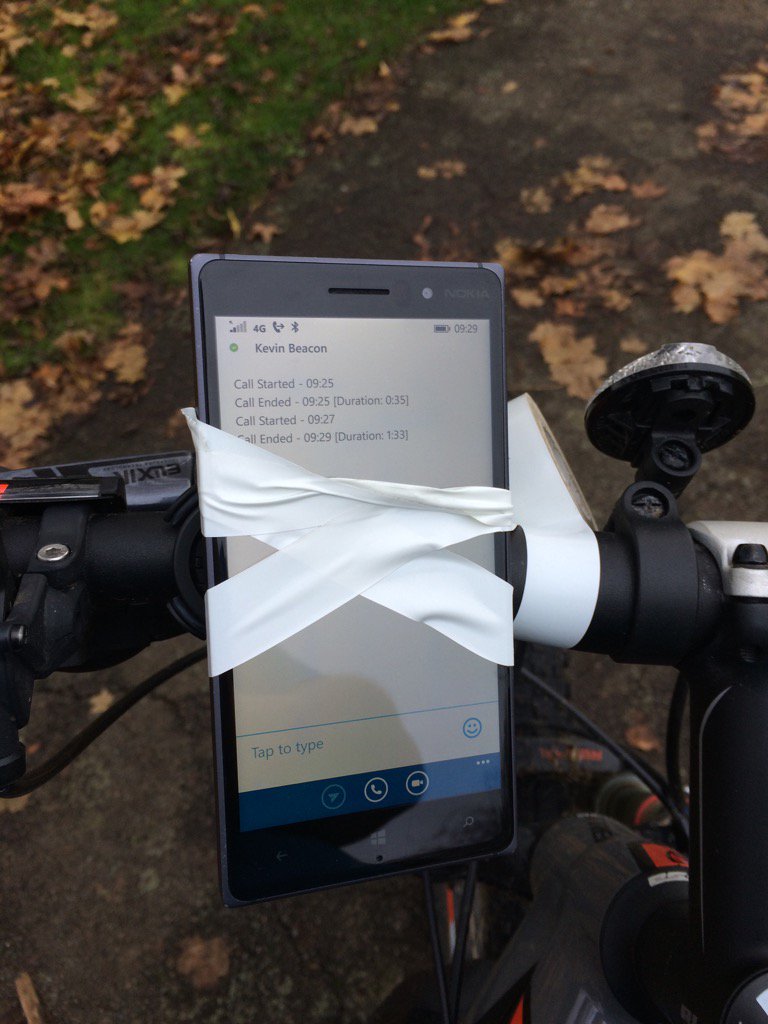 NOKIA
4G 09:29
Kevin Beacon
Call Started - 09:25
Call Ended - 09:25 [Duration: 0:35]
Call Started - 09:27
Call Ended - 09:29 [Duration: 1:33]
Tap to type